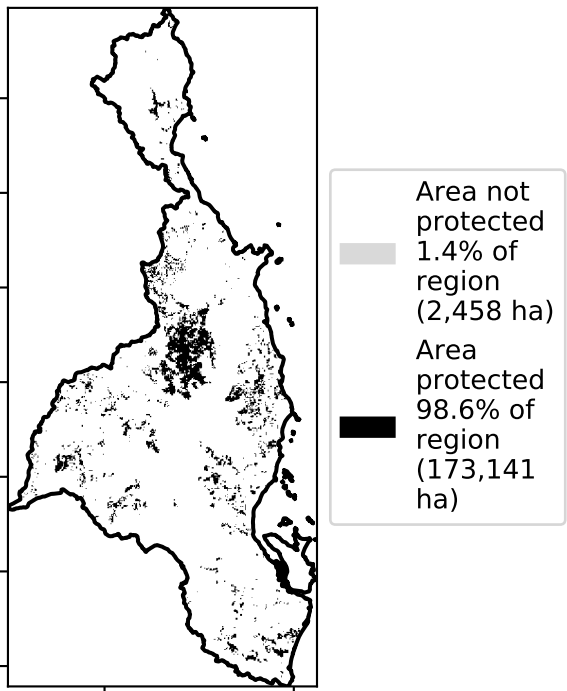 Area not
protected
1.4% of
region
(2,458 ha)
Area
protected
98.6% of
region
(173,141
ha)